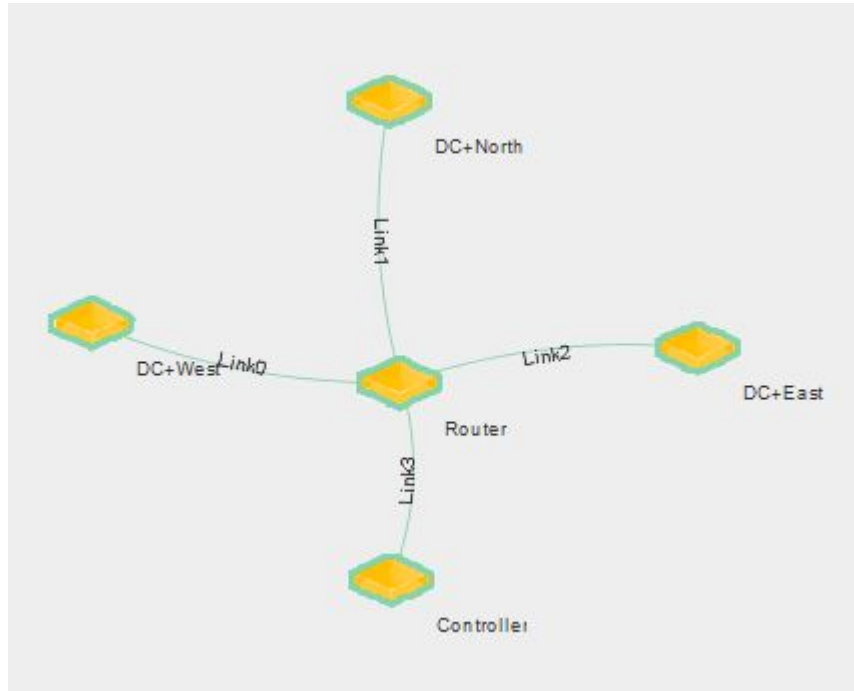 DC+North
Link1
DC+West
Link0
Link2
DC+East
Router
Link3
Controller